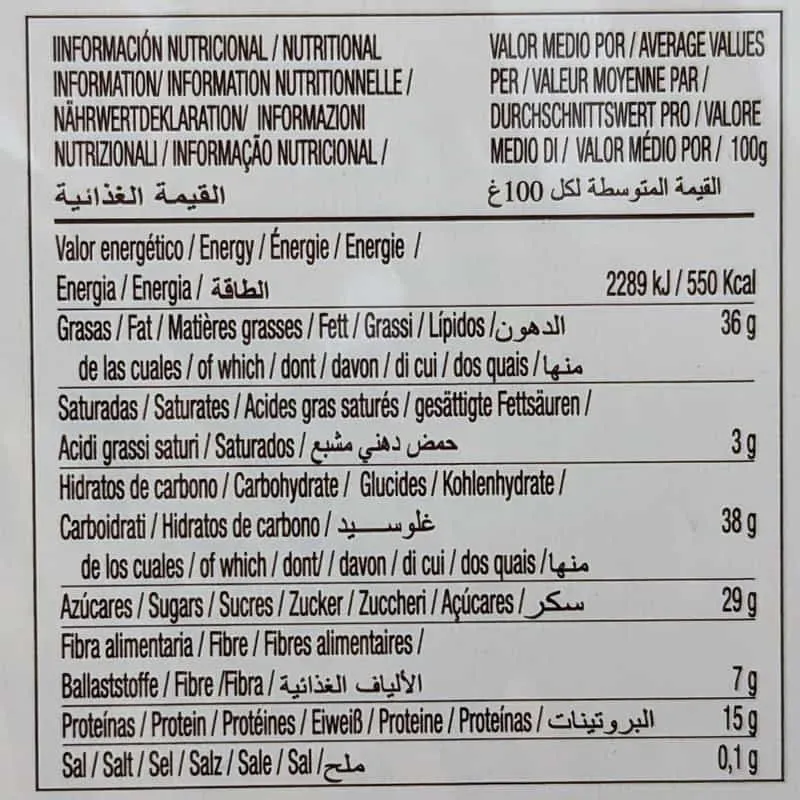 IINFORMACIÓN NUTRICIONAL / NUTRITIONAL
INFORMATION/ INFORMATION NUTRITIONNELLE /
NÄHRWERTDEKLARATION/ INFORMAZIONI
NUTRIZIONALI / INFORMAÇÃO NUTRICIONAL /
القيمة الغذائية
VALOR MEDIO POR / AVERAGE VALUES
PER / VALEUR MOYENNE PAR /
DURCHSCHNITTSWERT PRO / VALORE
MEDIO DI / VALOR MÉDIO POR / 100g
القيمة المتوسطة لكل 100غ
Valor energético / Energy / Énergie / Energie /
Energia / Energia / الطاقة 2289 kJ / 550 Kcal
Grasas / Fat / Matières grasses / Fett / Grassi / Lípidos /الدهون 36 g
de las cuales / of which / dont / davon / di cui / dos quais /منها
Saturadas / Saturates / Acides gras saturés / gesättigte Fettsäuren /
Acidi grassi saturi / Saturados / حمض دهني مشبع 3 g
Hidratos de carbono / Carbohydrate / Glucides / Kohlenhydrate /
Carboidrati / Hidratos de carbono / غلوســيد 38 g
de los cuales / of which / dont/ / davon / di cui / dos quais /منها
Azúcares / Sugars / Sucres / Zucker / Zuccheri / Açúcares / سكر 29 g
Fibra alimentaria / Fibre / Fibres alimentaires /
Ballaststoffe / Fibre /Fibra / الألياف الغذائية 7 g
Proteínas / Protein / Protéines / Eiweiß / Proteine / Proteínas / البروتينات 15 g
Sal / Salt / Sel / Salz / Sale / Sal /ملح 0,1 g